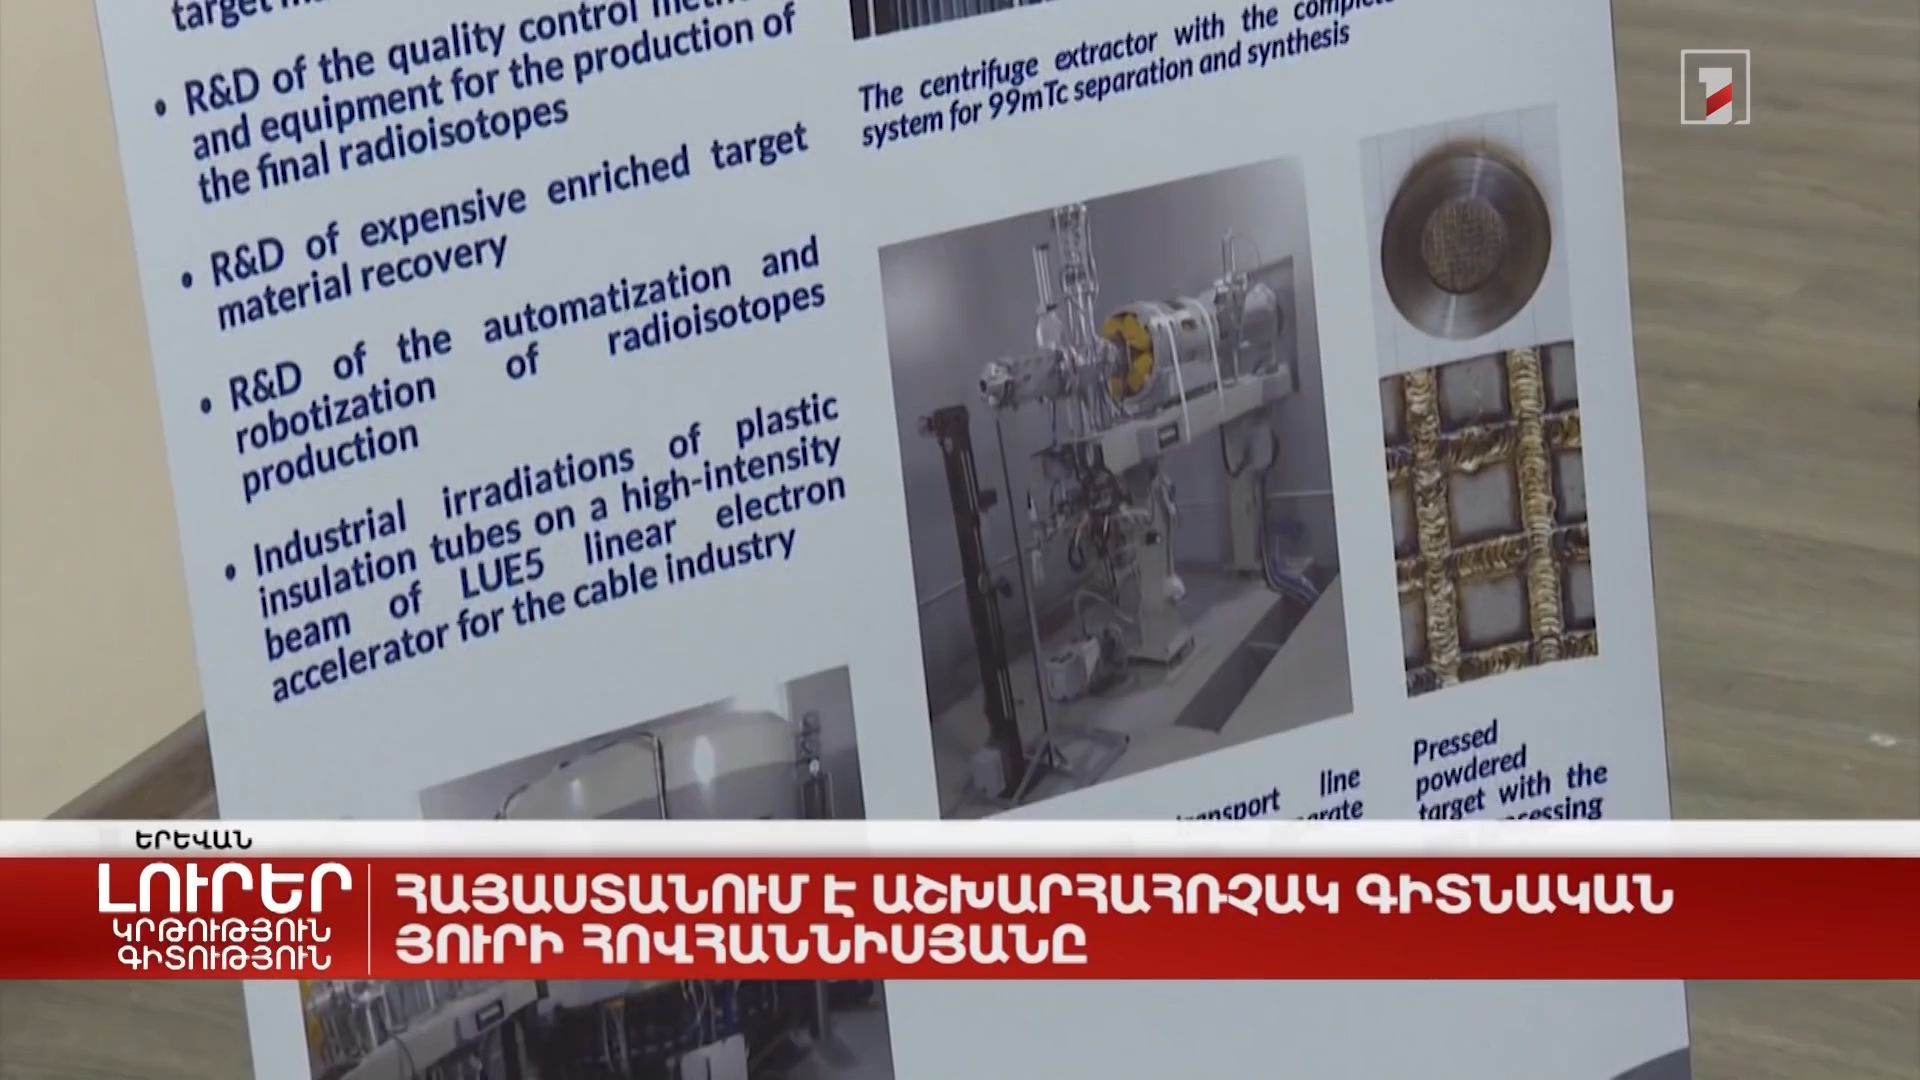 target
R&D of the quality control
and equipment for the production of
the final radioisotopes
R&D of expensive enriched target
material recovery
R&D of the automatization and
robotization of radioisotopes
production
Industrial irradiations of plastic
insulation tubes on a high-intensity
beam of LUE5 linear electron
accelerator for the cable industry
The centrifuge extractor with the
system for 99mTc separation and synthesis
line
Pressed
powdered
target with the
ԵՐԵՎԱՆ
ԼՈՒՐԵՐ
ԿՐԹՈՒԹՅՈՒՆ
ԳԻՏՈՒԹՅՈՒՆ
ՀԱՅԱՍՏԱՆՈՒՄ Է ԱՇԽԱՐՀԱՀՌՉԱԿ ԳԻՏՆԱԿԱՆ
ՅՈՒՐԻ ՀՈՎՀԱՆՆԻՍՅԱՆԸ